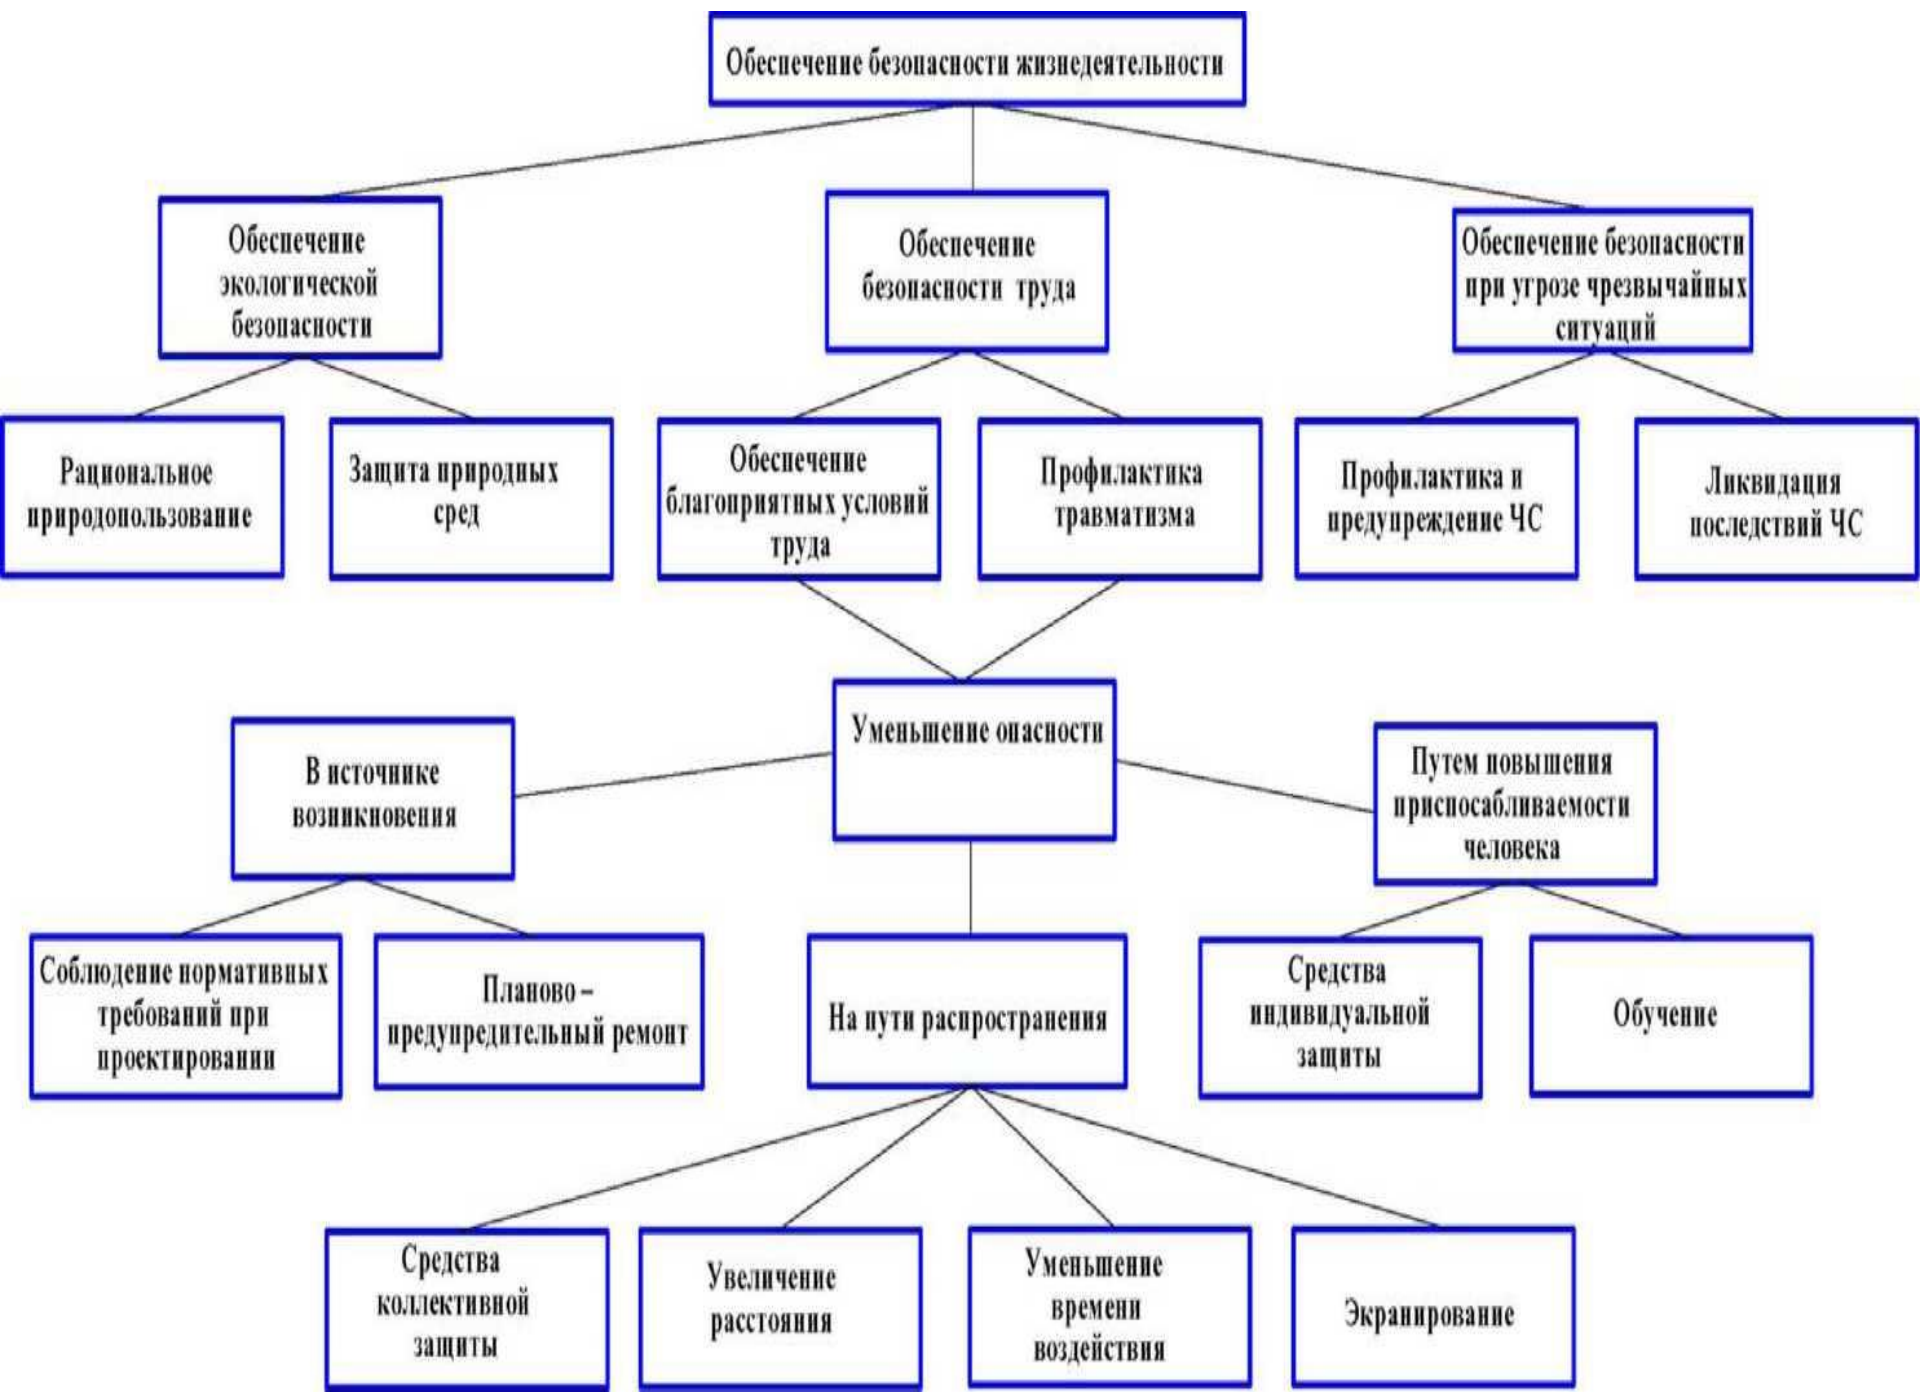 Обеспечение безопасности жизнедеятельности
Обеспечение
экологической
безопасности
Обеспечение
безопасности труда
Обеспечение безопасности
при угрозе чрезвычайных
ситуаций
Рациональное
природопользование
Защита природных
сред
Обеспечение
благоприятных условий
труда
Профилактика
травматизма
Профилактика и
предупреждение ЧС
Ликвидация
последствий ЧС
Уменьшение опасности
В источнике
возникновения
Путем повышения
приспосабливаемости
человека
Соблюдение нормативных
требований при
проектировании
Планово –
предупредительный ремонт
На пути распространения
Средства
индивидуальной
защиты
Обучение
Средства
коллективной
защиты
Увеличение
расстояния
Уменьшение
времени
воздействия
Экранирование